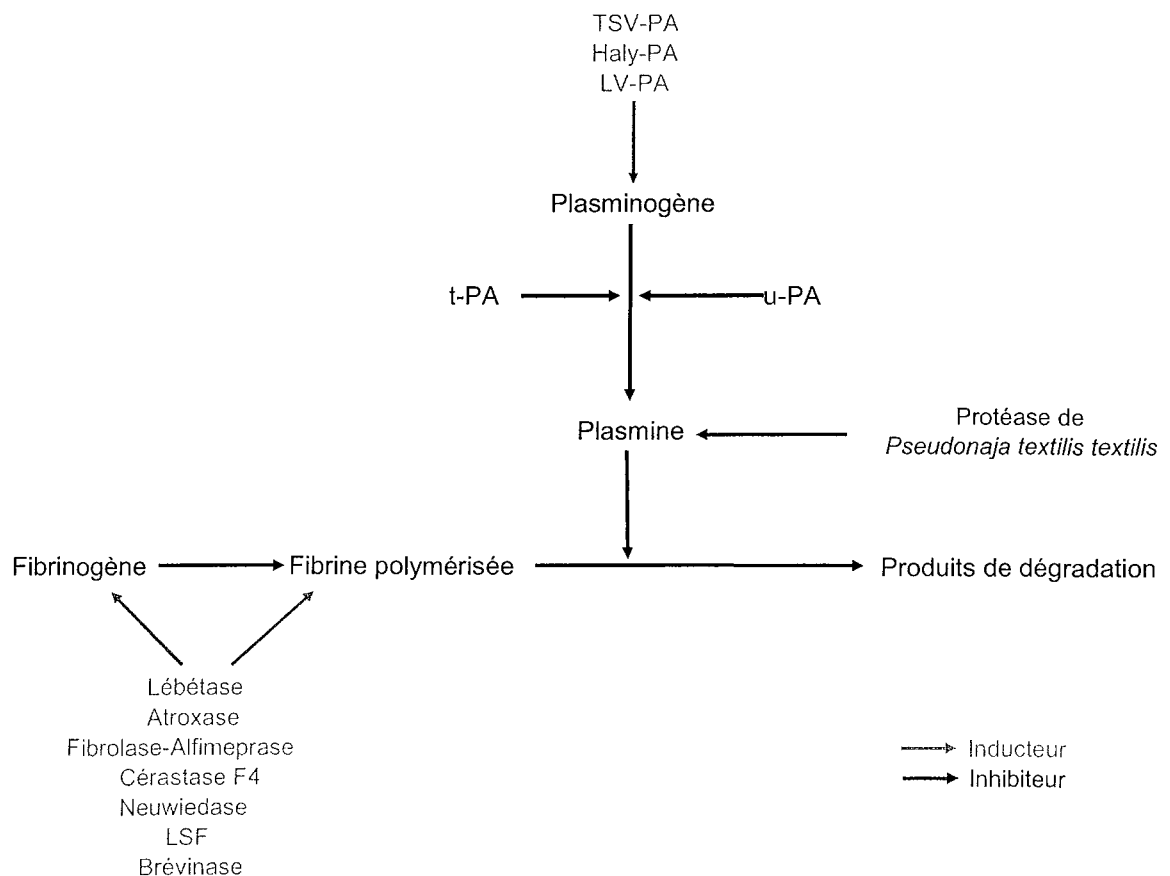 TSV-PA
Haly-PA
LV-PA
Plasminogène
t-PA
u-PA
Plasmine
Protéase de
Pseudonaja textilis textilis
Fibrinogène
Fibrine polymérisée
Produits de dégradation
Lébétase
Atroxase
Fibrolase-Alfimeprase
Cérastase F4
Neuwiedase
LSF
Brévinase
Inducteur
Inhibiteur